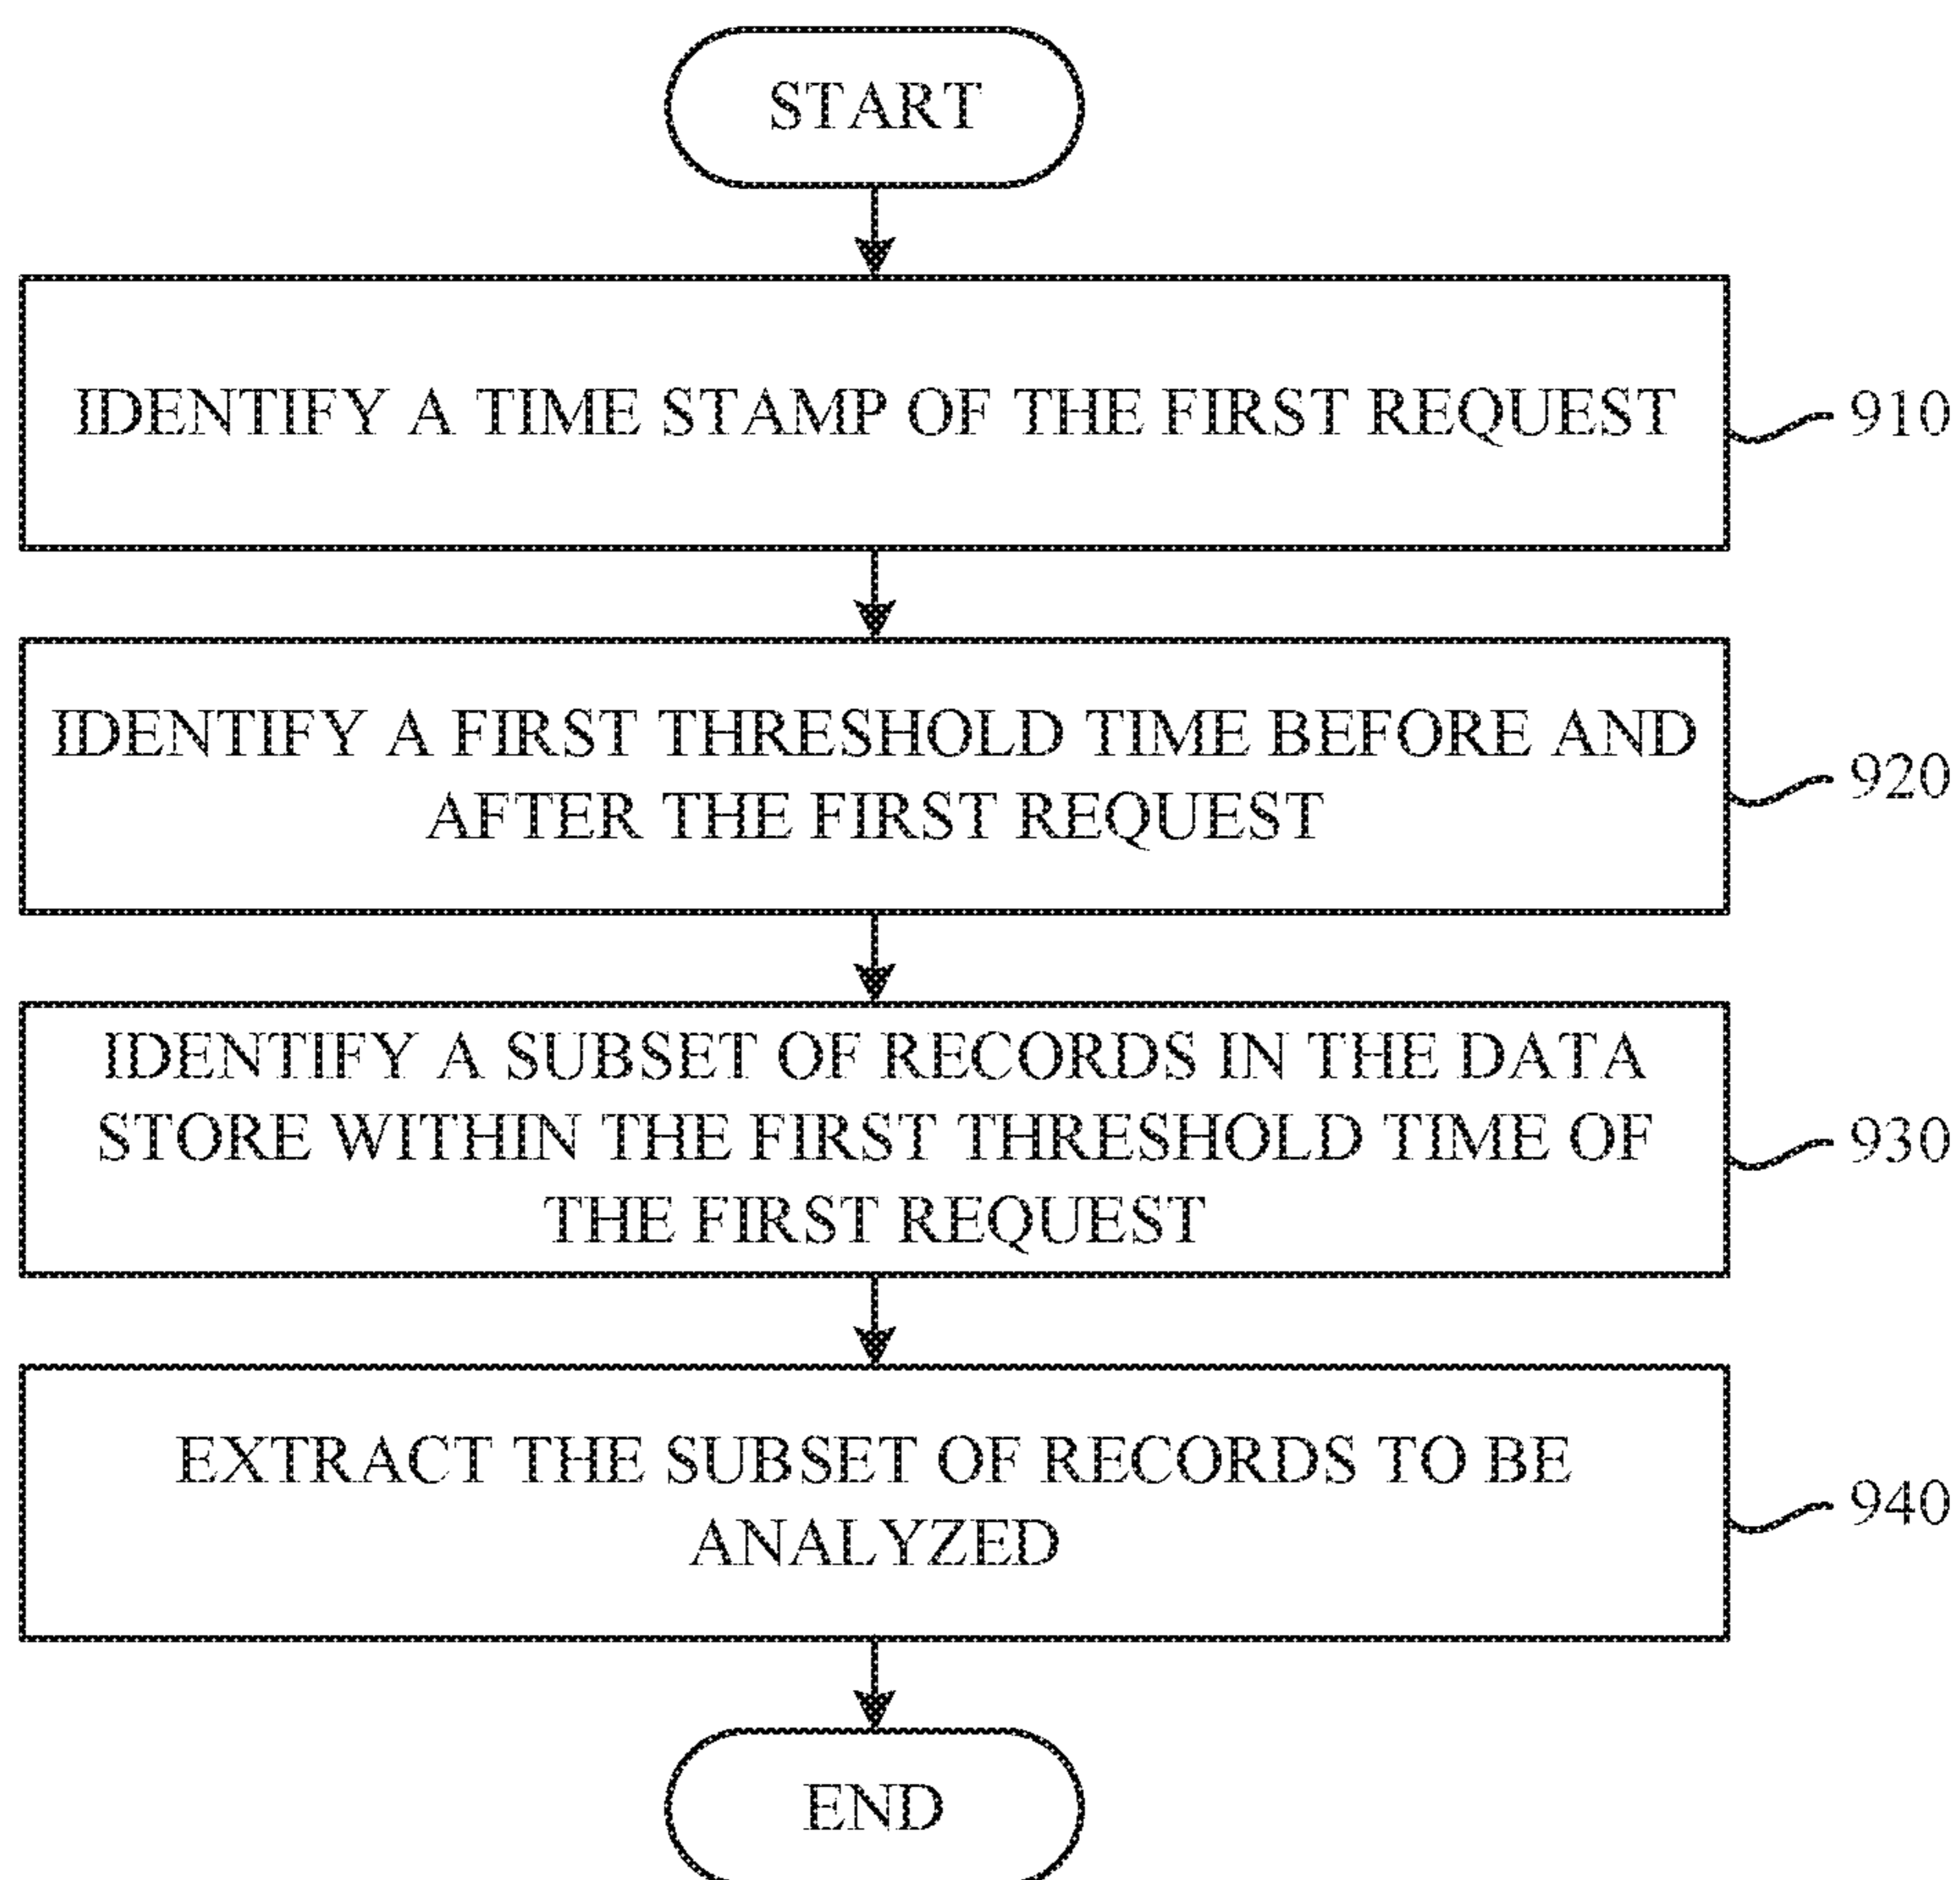 START
IDENTIFY A TIME STAMP OF THE FIRST REQUEST
910
IDENTIFY A FIRST THRESHOLD TIME BEFORE AND
AFTER THE FIRST REQUEST
920
IDENTIFY A SUBSET OF RECORDS IN THE DATA
STORE WITHIN THE FIRST THRESHOLD TIME OF
THE FIRST REQUEST
930
EXTRACT THE SUBSET OF RECORDS TO BE
ANALYZED
940
END